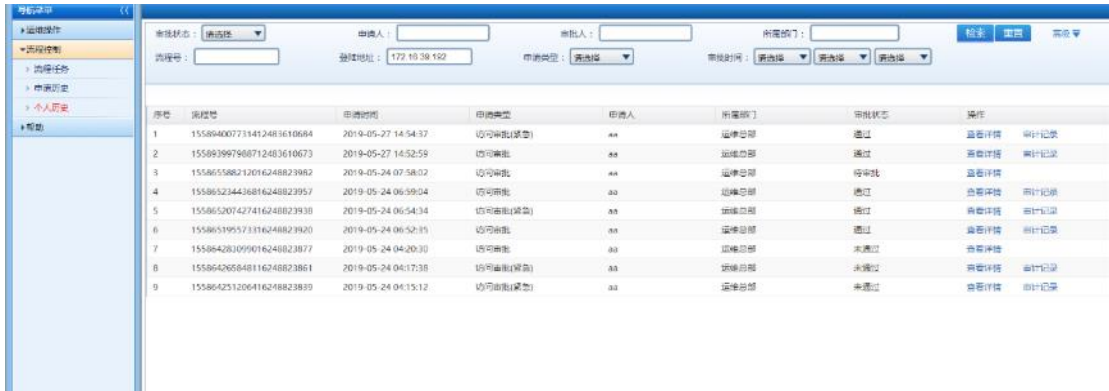 导航菜单
运维操作
流程控制
流程任务
申请历史
个人历史
帮助
审批状态： 请选择 申请人： 审批人： 所属部门： 检索 重置 高级
流程号： 登陆地址： 172.16.39.192 申请类型： 请选择 审批时间： 请选择 请选择 请选择
序号 流程号 申请时间 申请类型 申请人 所属部门 审批状态 操作
1 1558940077314124836106​84 2019-05-27 14:54:37 访问审批(紧急) aa 运维总部 通过 查看详情 审计记录
2 155893997988712483610673 2019-05-27 14:52:59 访问审批 aa 运维总部 通过 查看详情 审计记录
3 155865588212016248823982 2019-05-24 07:58:02 访问审批 aa 运维总部 待审批 查看详情
4 155865234436816248823957 2019-05-24 06:59:04 访问审批 aa 运维总部 通过 查看详情 审计记录
5 155865207427416248823938 2019-05-24 06:54:34 访问审批(紧急) aa 运维总部 通过 查看详情 审计记录
6 155865195573316248823920 2019-05-24 06:52:35 访问审批 aa 运维总部 通过 查看详情 审计记录
7 155864283099016248823877 2019-05-24 04:20:30 访问审批 aa 运维总部 未通过 查看详情
8 155864265848116248823861 2019-05-24 04:17:38 访问审批(紧急) aa 运维总部 未通过 查看详情 审计记录
9 155864251206416248823839 2019-05-24 04:15:12 访问审批(紧急) aa 运维总部 未通过 查看详情 审计记录